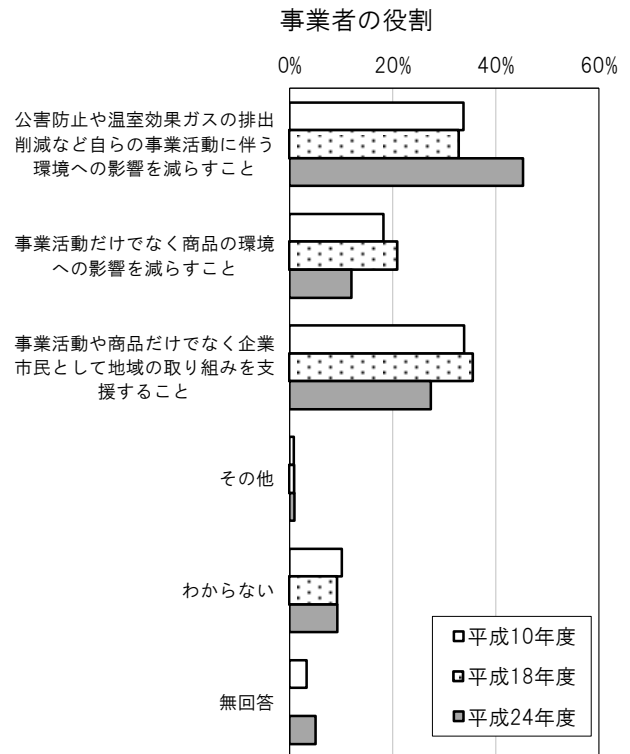 事業者の役割
0% 20% 40% 60%
公害防止や温室効果ガスの排出
削減など自らの事業活動に伴う
環境への影響を減らすこと
事業活動だけでなく商品の環境
への影響を減らすこと
事業活動や商品だけでなく企業
市民として地域の取り組みを支
援すること
その他
わからない
無回答
平成10年度
平成18年度
平成24年度